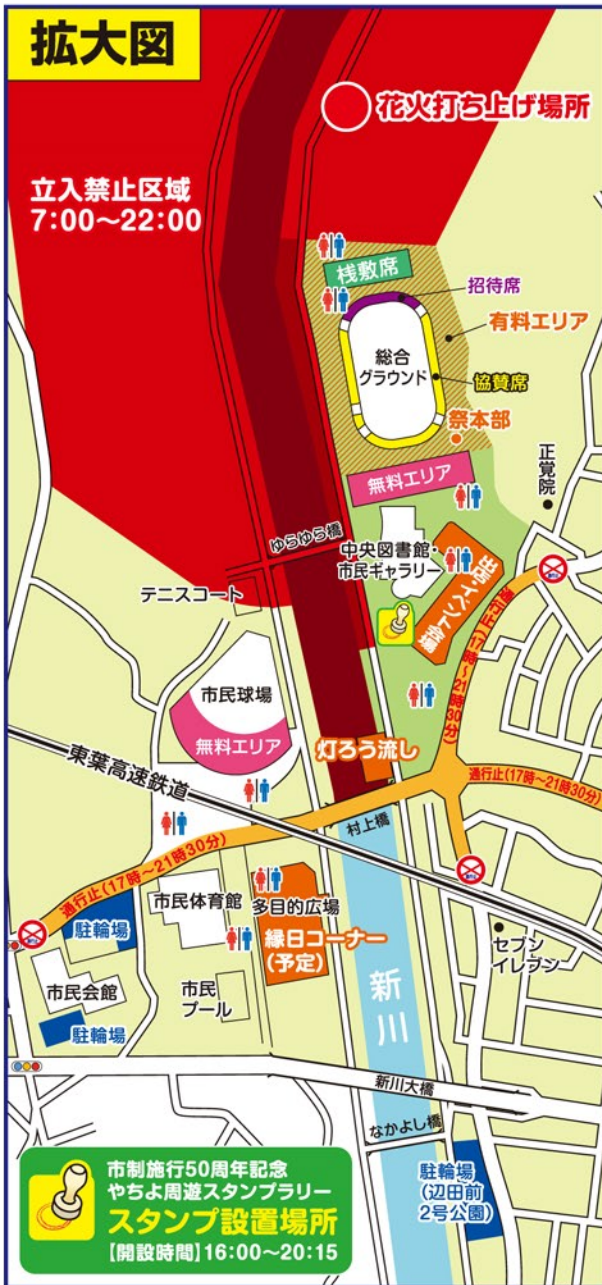 拡大図
花火打ち上げ場所
立入禁止区域
7:00～22:00
桟敷席
招待席
有料エリア
総合
グラウンド
協賛席
祭本部
無料エリア
正覚院
ゆらゆら橋
中央図書館・
市民ギャラリー
出店・イベント会場
テニスコート
通行止(17時～21時30分)
市民球場
無料エリア
灯ろう流し
東葉高速鉄道
通行止(17時～21時30分)
村上橋
通行止(17時～21時30分)
市民体育館
多目的広場
駐輪場
縁日コーナー
(予定)
セブン
イレブン
市民会館
市民
プール
新川
駐輪場
新川大橋
なかよし橋
市制施行50周年記念
やちよ周遊スタンプラリー
スタンプ設置場所
【開設時間】16:00～20:15
駐輪場
(辺田前
2号公園)